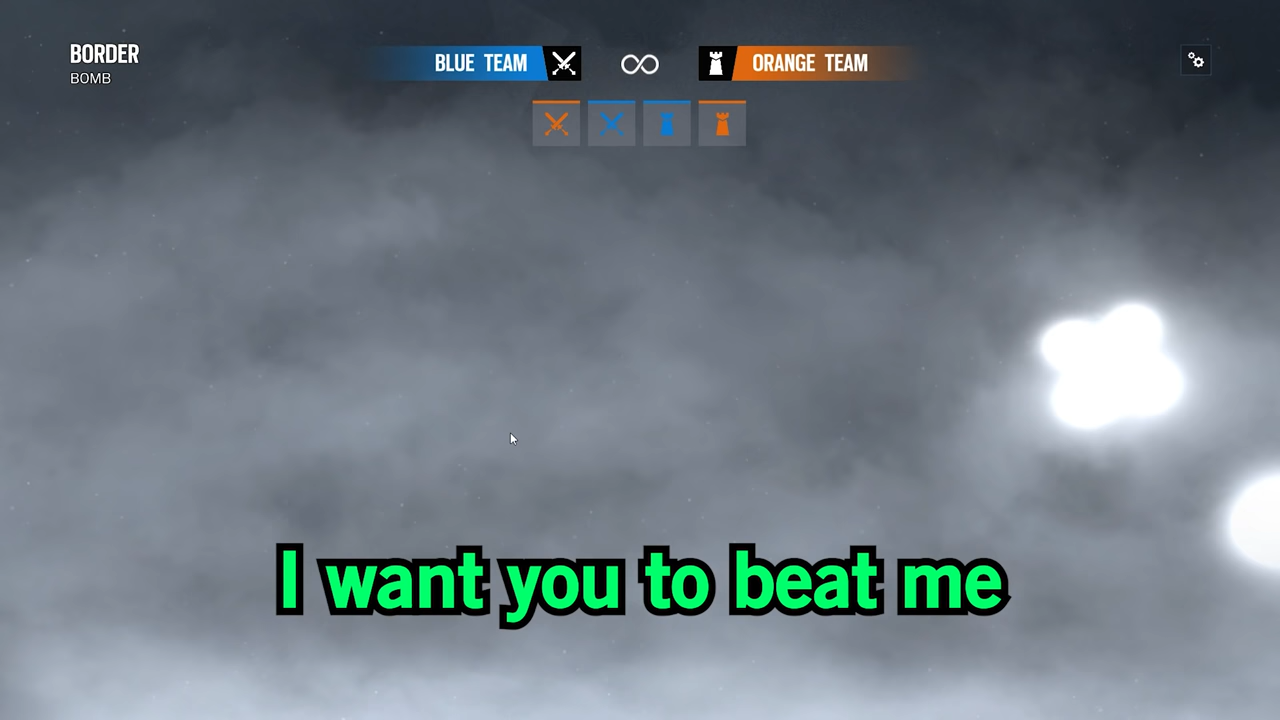 BORDER
BOMB
BLUE TEAM
ORANGE TEAM
I want you to beat me